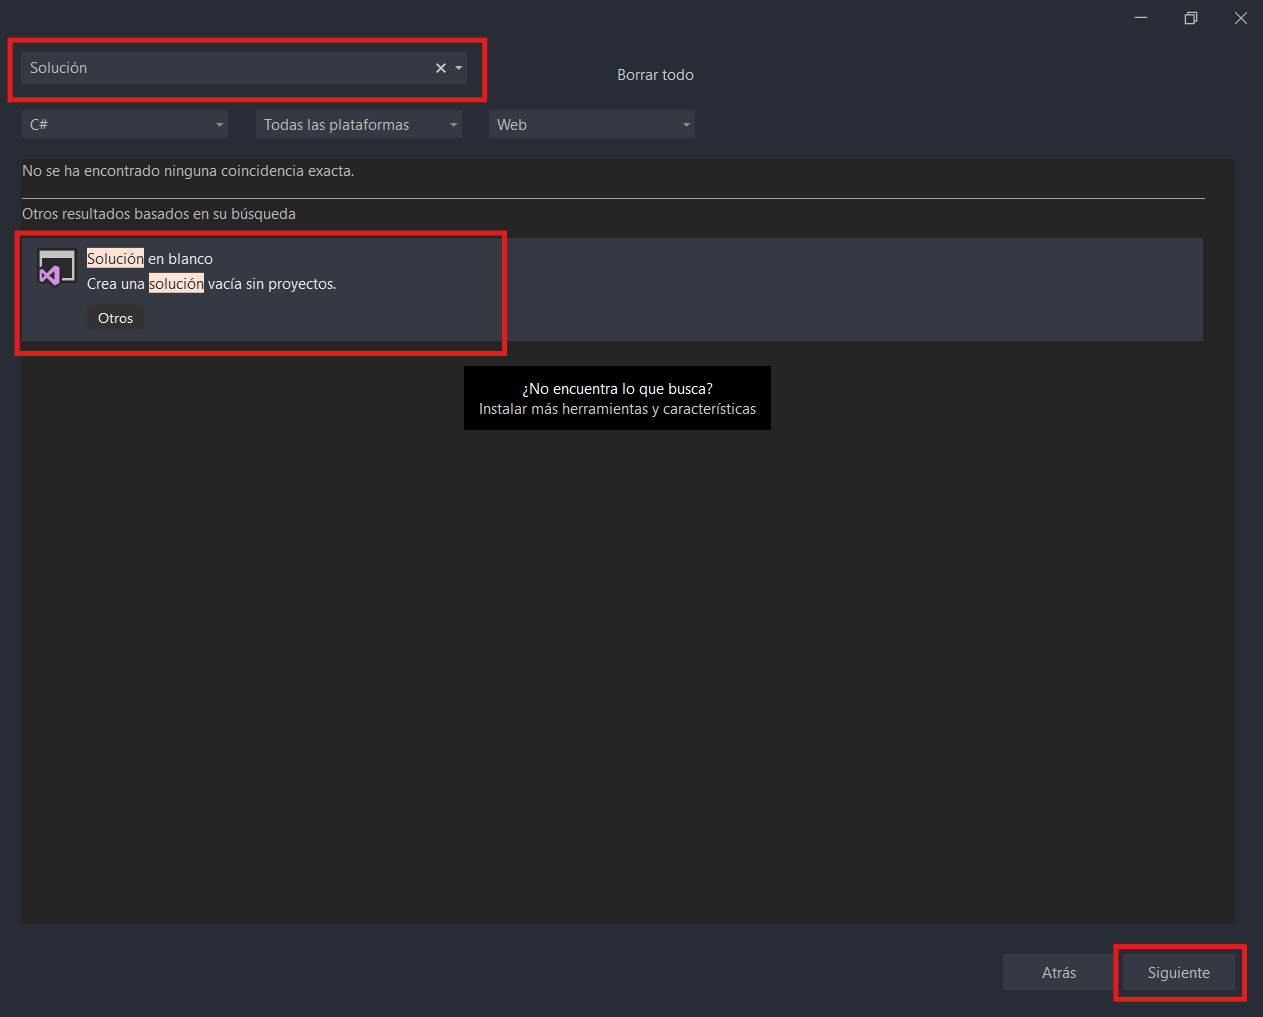 Solución
Borrar todo
C#
Todas las plataformas
Web
No se ha encontrado ninguna coincidencia exacta.
Otros resultados basados en su búsqueda
Solución en blanco
Crea una solución vacía sin proyectos.
Otros
¿No encuentra lo que busca?
Instalar más herramientas y características
Atrás
Siguiente